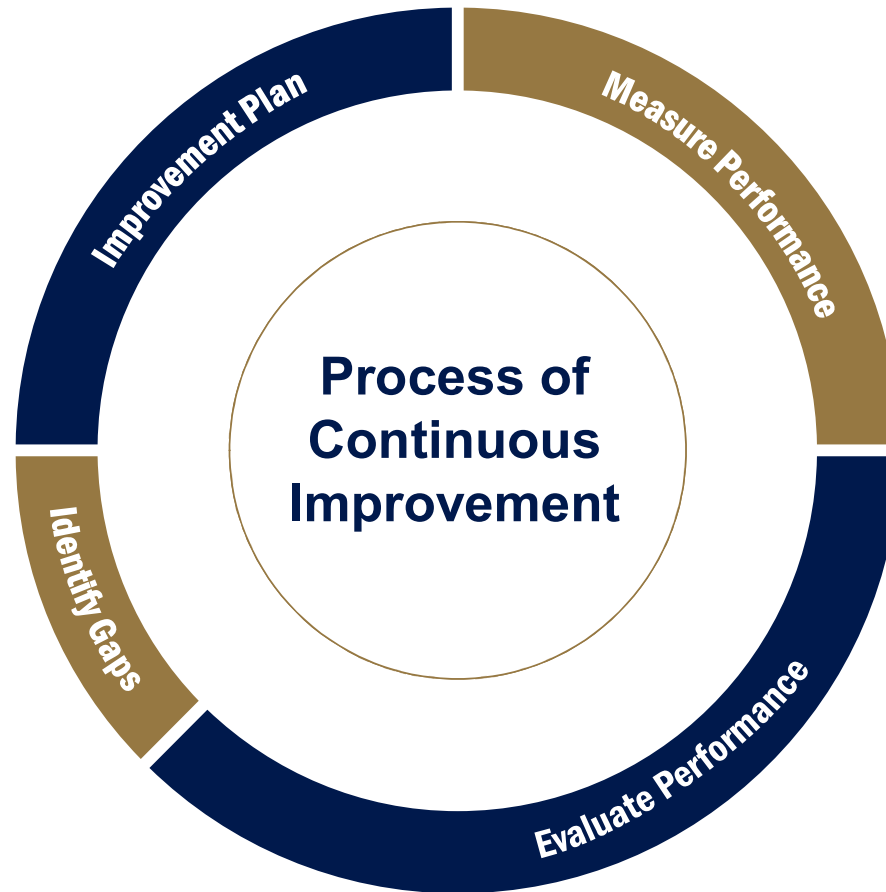 Improvement Plan
Measure Performance
Process of
Continuous
Improvement
Identify Gaps
Evaluate Performance